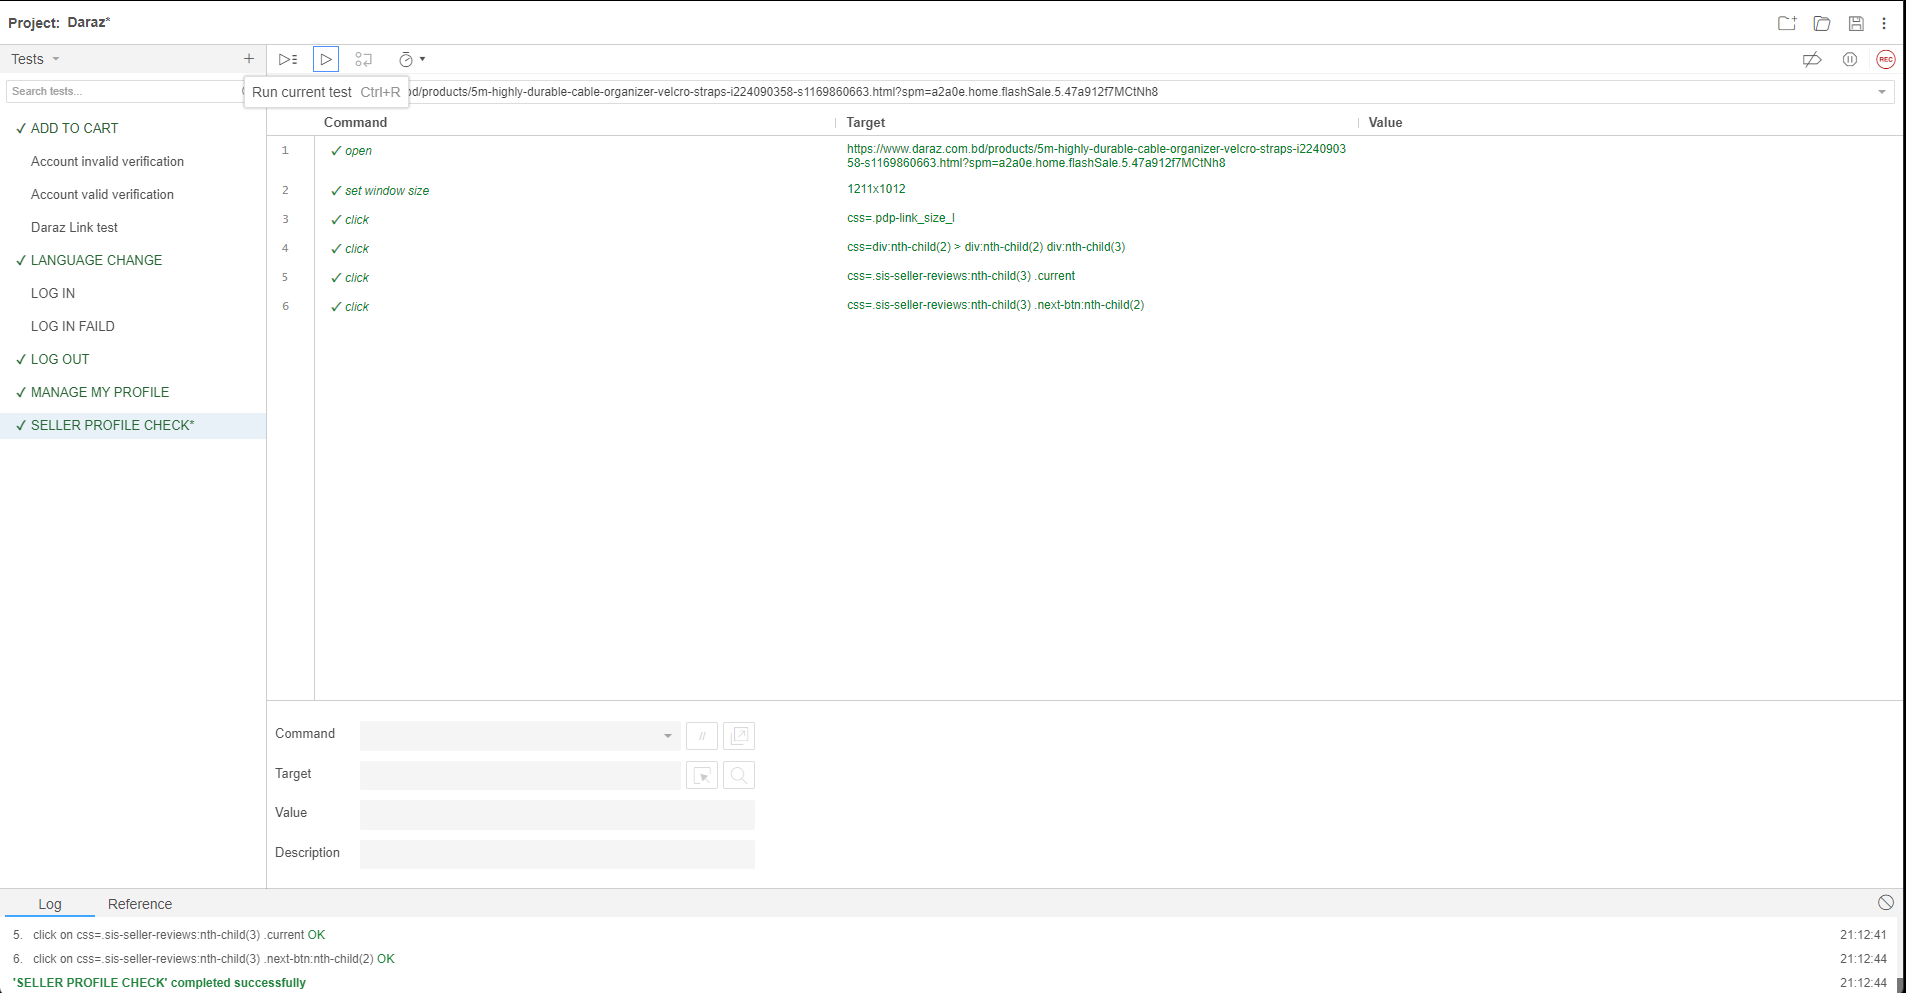 Project: Daraz*
Tests
REC
Search tests...
Run current test Ctrl+R
bd/products/5m-highly-durable-cable-organizer-velcro-straps-i224090358-s1169860663.html?spm=a2a0e.home.flashSale.5.47a912f7MCtNh8
Command Target Value
✓ ADD TO CART
Account invalid verification
Account valid verification
Daraz Link test
✓ LANGUAGE CHANGE
LOG IN
LOG IN FAILD
✓ LOG OUT
✓ MANAGE MY PROFILE
✓ SELLER PROFILE CHECK*
1 ✓ open https://www.daraz.com.bd/products/5m-highly-durable-cable-organizer-velcro-straps-i2240903
58-s1169860663.html?spm=a2a0e.home.flashSale.5.47a912f7MCtNh8
2 ✓ set window size 1211x1012
3 ✓ click css=.pdp-link_size_l
4 ✓ click css=div:nth-child(2) > div:nth-child(2) div:nth-child(3)
5 ✓ click css=.sis-seller-reviews:nth-child(3) .current
6 ✓ click css=.sis-seller-reviews:nth-child(3) .next-btn:nth-child(2)
Command //
Target
Value
Description
Log Reference
5. click on css=.sis-seller-reviews:nth-child(3) .current OK 21:12:41
6. click on css=.sis-seller-reviews:nth-child(3) .next-btn:nth-child(2) OK 21:12:44
'SELLER PROFILE CHECK' completed successfully 21:12:44